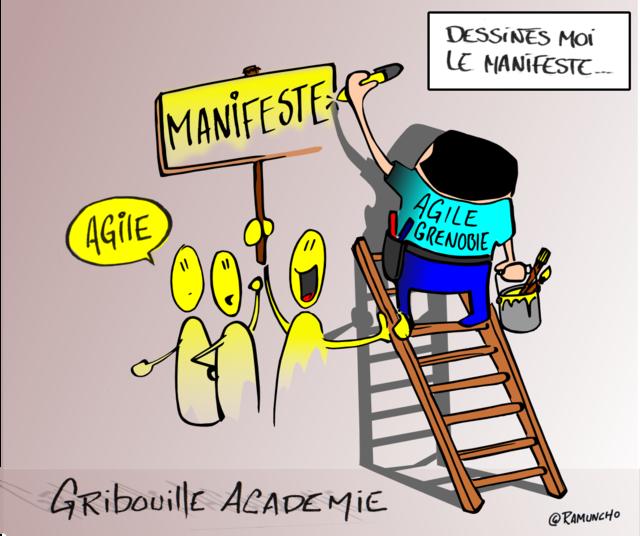 DESSINES MOI
LE MANIFESTE...
MANIFESTE
AGILE
AGILE
GRENOBLE
GRIBOUILLE ACADEMIE
@RAMUNCHO